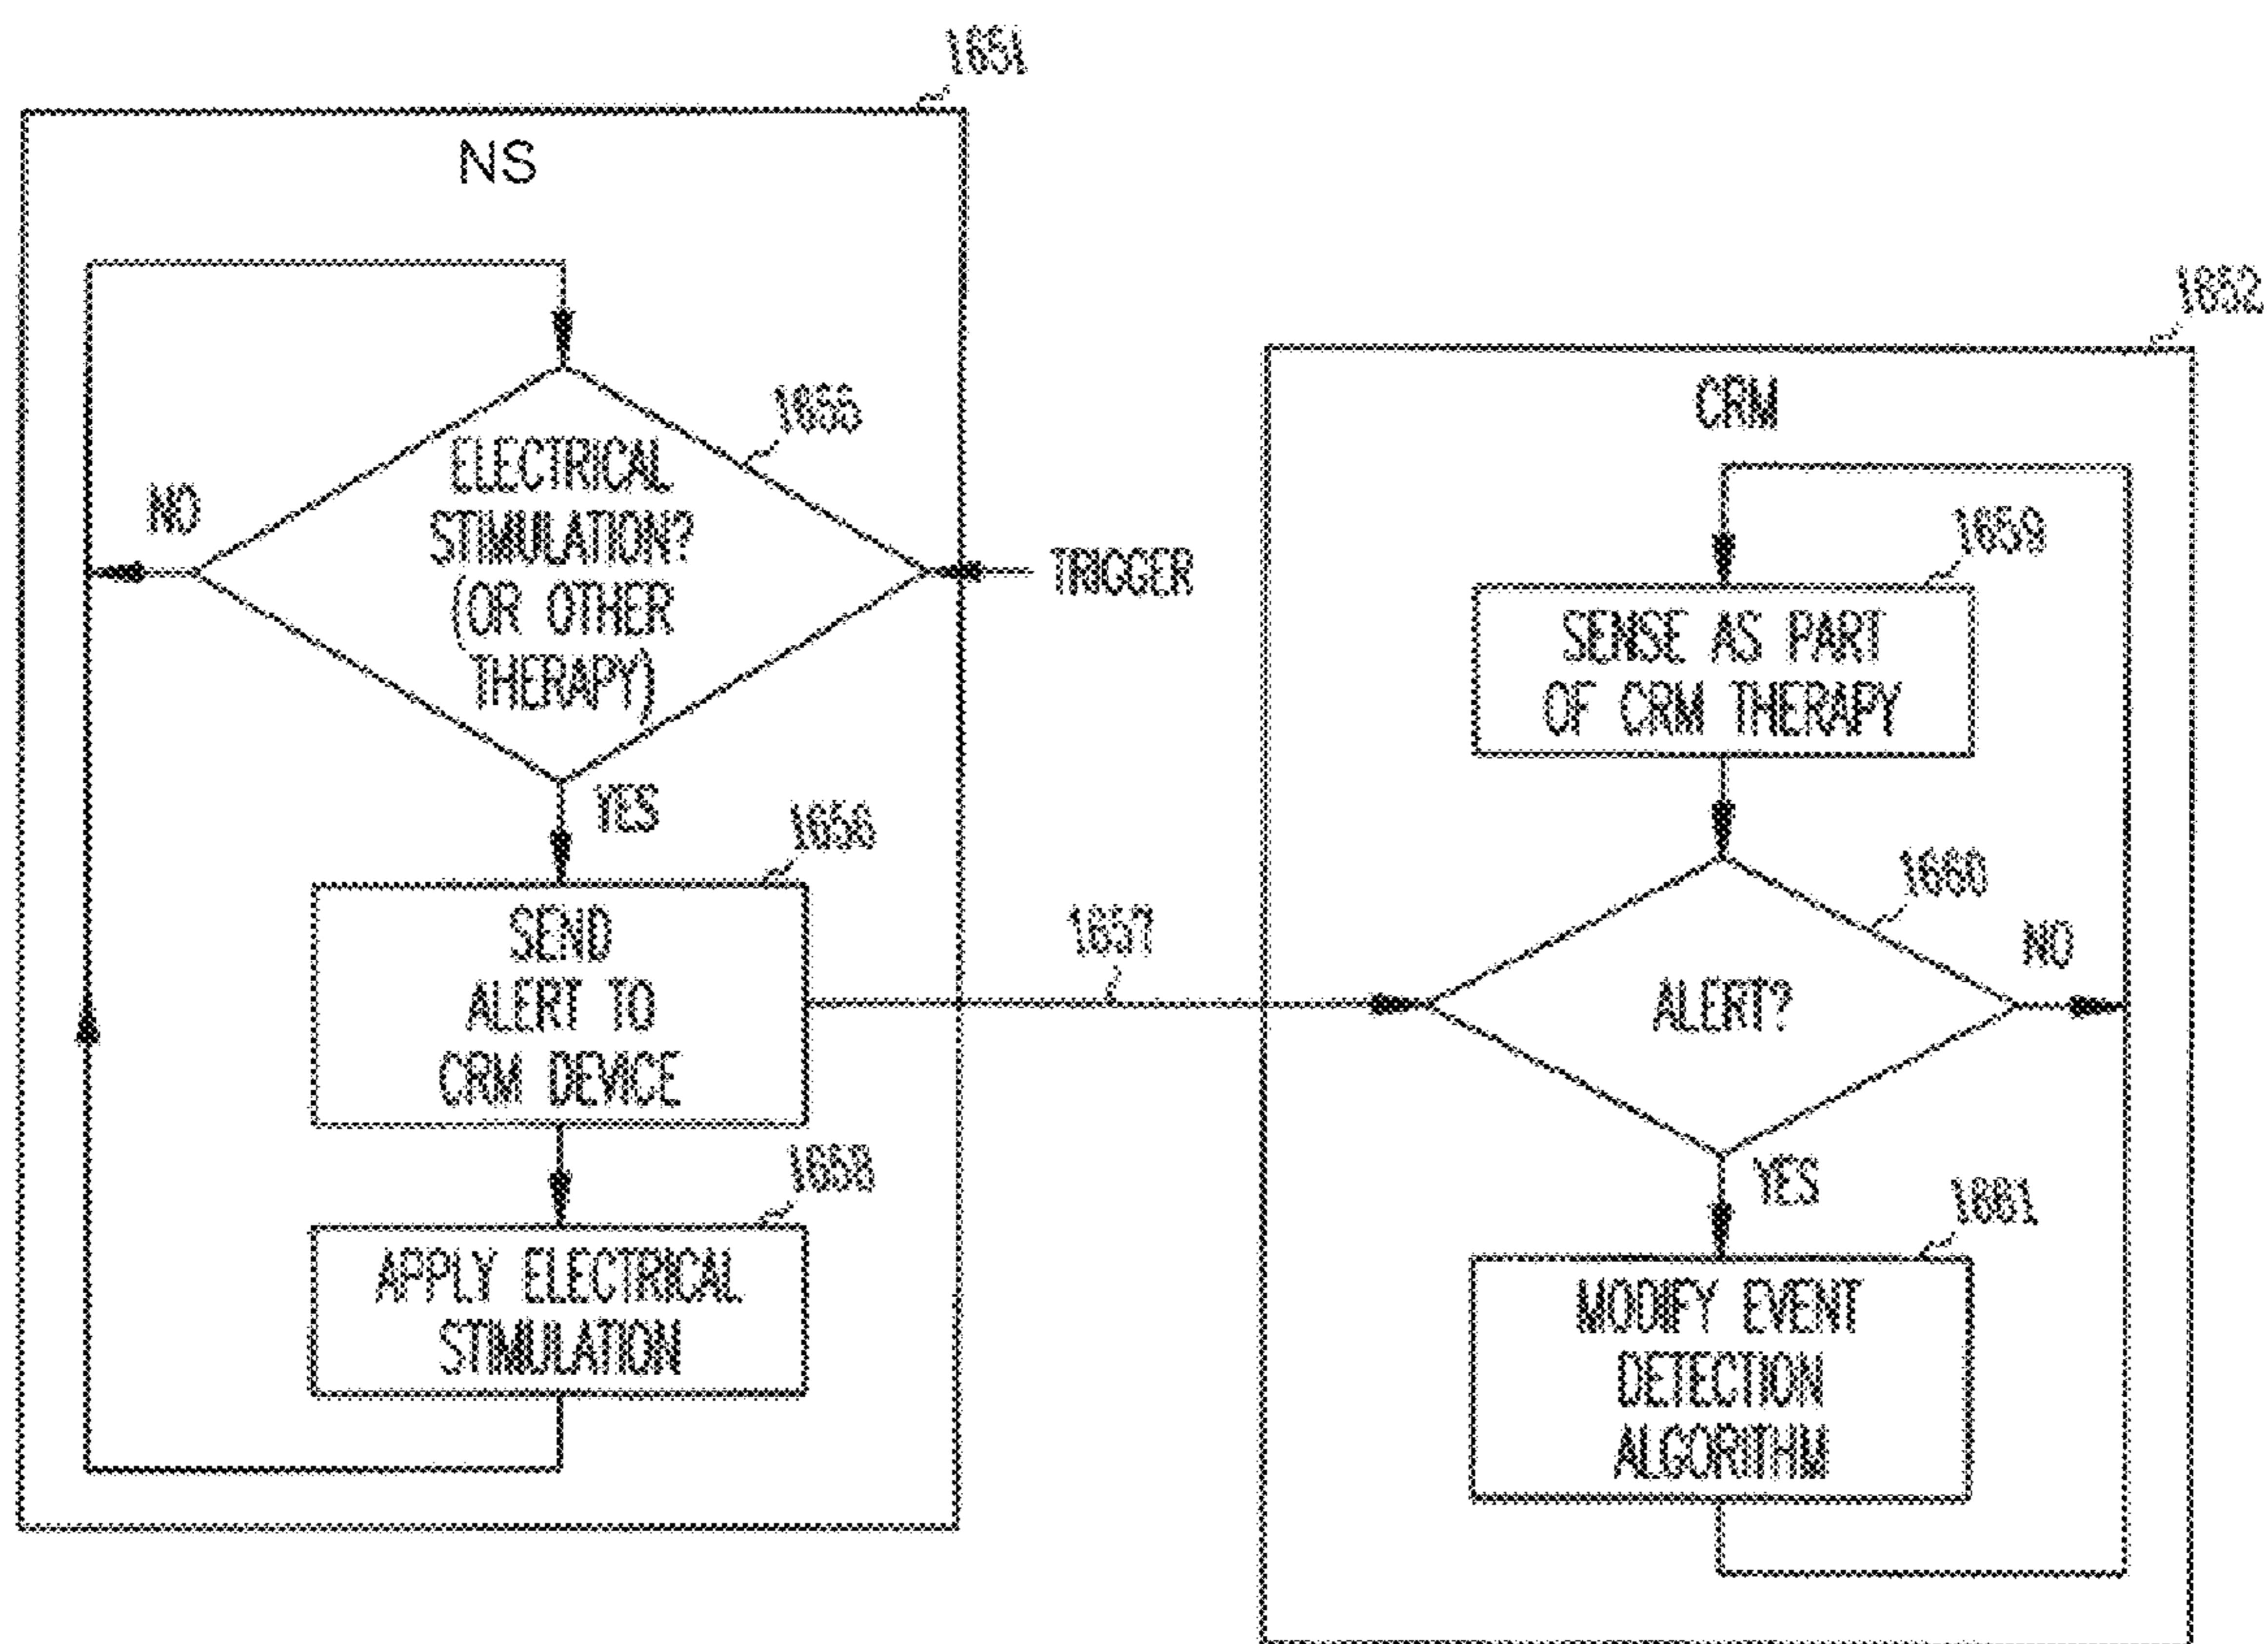 1651
NS
1655
ELECTRICAL
STIMULATION?
(OR OTHER
THERAPY)
NO
TRIGGER
YES
1656
SEND
ALERT TO
CRM DEVICE
1657
1658
APPLY ELECTRICAL
STIMULATION
1652
CRM
1659
SENSE AS PART
OF CRM THERAPY
1660
NO
ALERT?
YES
1661
MODIFY EVENT
DETECTION
ALGORITHM